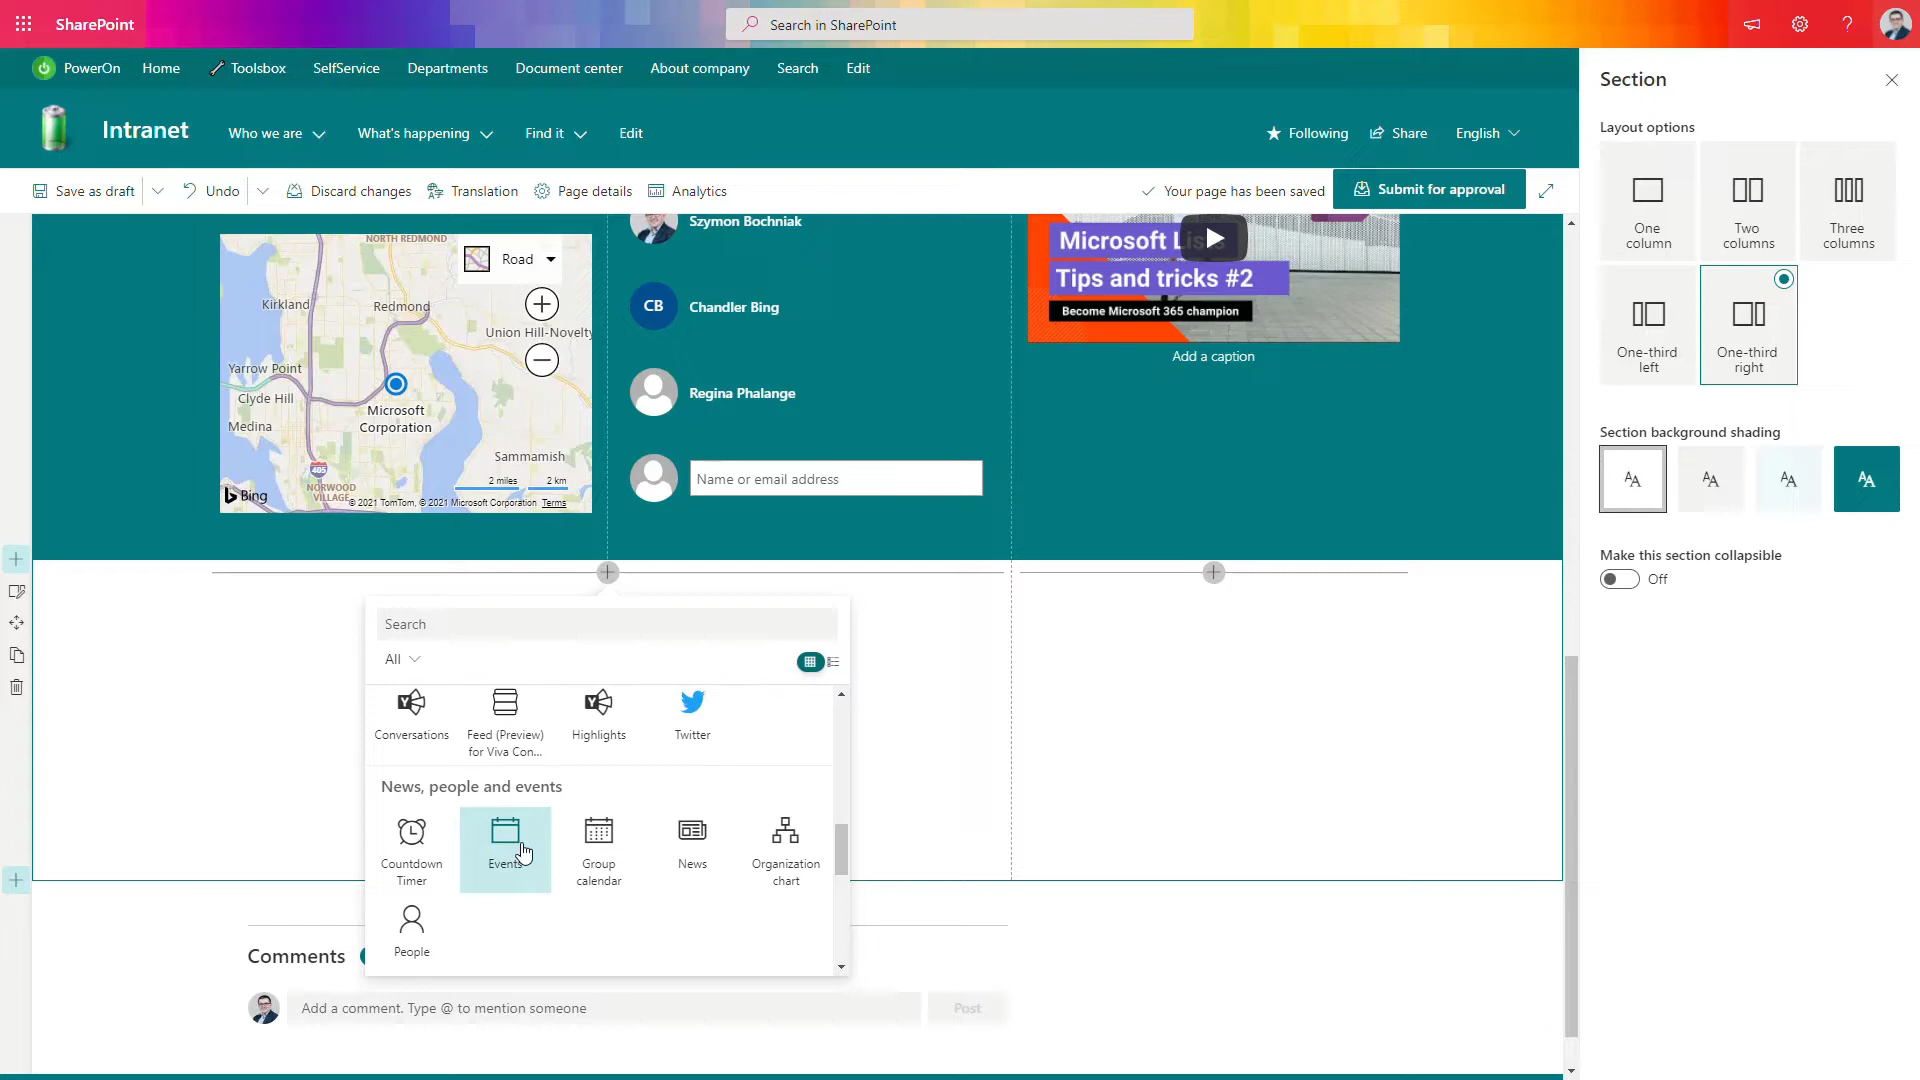 SharePoint
Search in SharePoint
PowerOn Home Toolbox SelfService Departments Document center About company Search Edit
Intranet Who we are What's happening Find it Edit
Following Share English
Save as draft Undo Discard changes Translation Page details Analytics
Your page has been saved Submit for approval
NORTH REDMOND
Road
Kirkland
Redmond
Union Hill-Novelty
Yarrow Point
Clyde Hill
Microsoft
Corporation
Medina
Sammamish
405
NORWOOD
VILLAGE
2 miles 2 km
Bing
© 2021 TomTom, © 2021 Microsoft Corporation Terms
Szymon Bochniak
CB
Chandler Bing
Regina Phalange
Name or email address
Microsoft Lists
Tips and tricks #2
Become Microsoft 365 champion
Add a caption
Search
All
Conversations
Feed (Preview)
for Viva Con...
Highlights
Twitter
News, people and events
Countdown
Timer
Events
Group
calendar
News
Organization
chart
People
Comments
Add a comment. Type @ to mention someone
Post
Section
Layout options
One
column
Two
columns
Three
columns
One-third
left
One-third
right
Section background shading
Make this section collapsible
Off